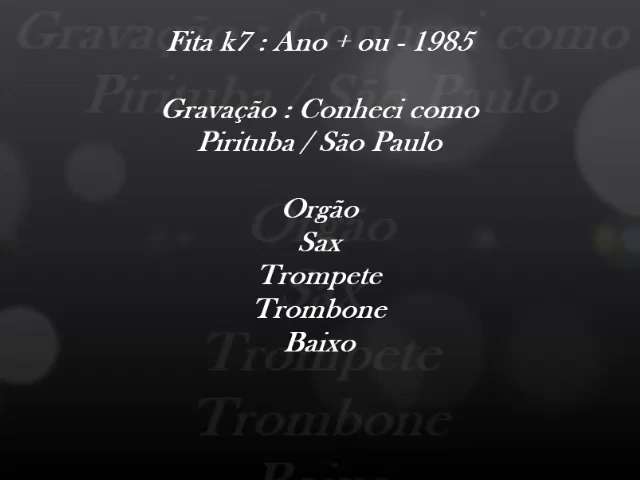 Fita k7 : Ano + ou - 1985
Gravação : Conheci como
Pirituba / São Paulo
Orgão
Sax
Trompete
Trombone
Baixo